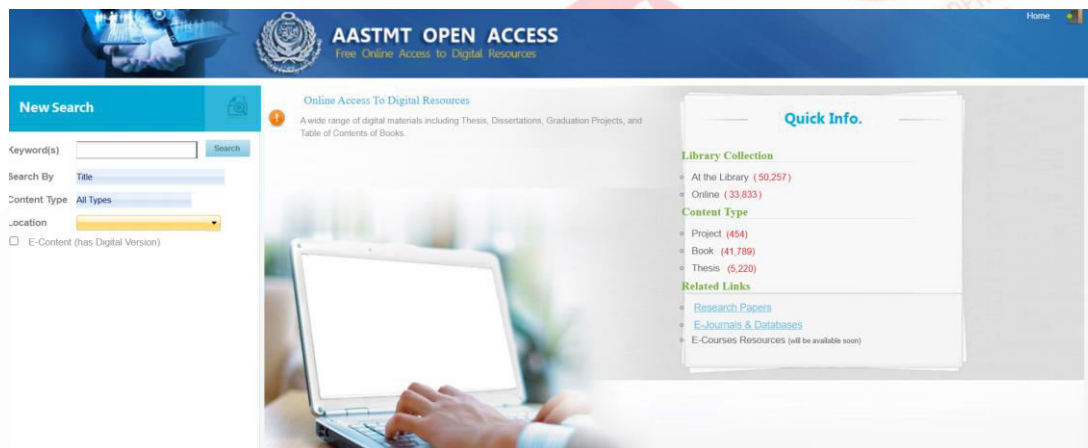 Home
AASTMT OPEN ACCESS
Free Online Access to Digital Resources
New Search
Keyword(s)
Search
Search By
Title
Content Type
All Types
Location
E-Content (has Digital Version)
Online Access To Digital Resources
A wide range of digital materials including Thesis, Dissertations, Graduation Projects, and
Table of Contents of Books.
Quick Info.
Library Collection
At the Library (50,257)
Online (33,833)
Content Type
Project (454)
Book (41,789)
Thesis (5,220)
Related Links
Research Papers
E-Journals & Databases
E-Courses Resources (will be available soon)